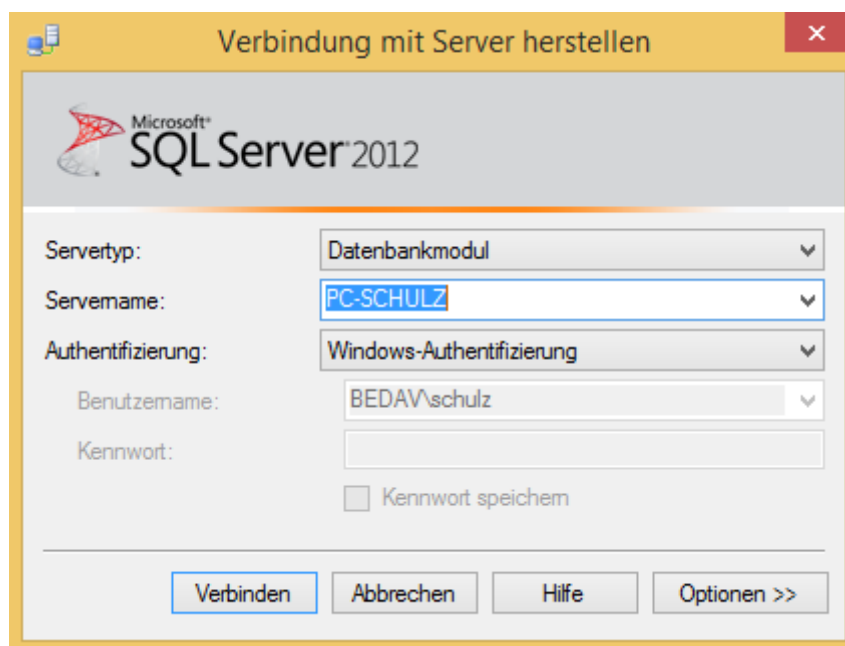 Verbindung mit Server herstellen
Microsoft®
SQL Server® 2012
Servertyp: Datenbankmodul
Servername: PC-SCHULZ
Authentifizierung: Windows-Authentifizierung
Benutzername: BEDAV\schulz
Kennwort:
Kennwort speichern
Verbinden Abbrechen Hilfe Optionen >>